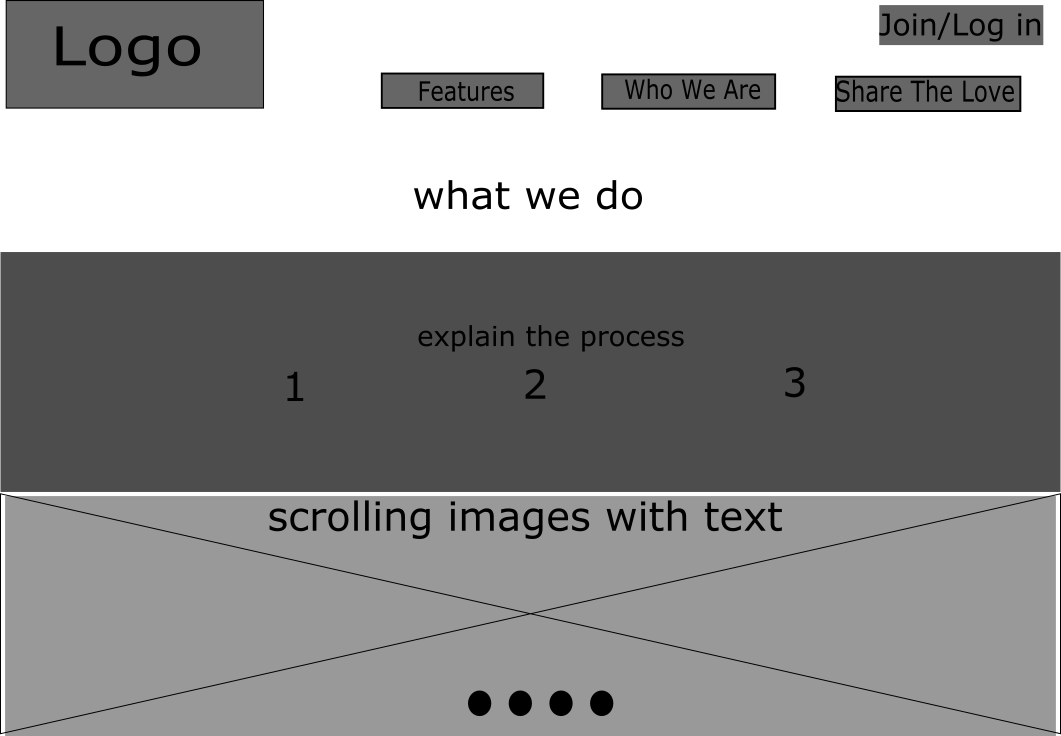 Logo
Join/Log in
Features
Who We Are
Share The Love
what we do
explain the process
1 2 3
scrolling images with text